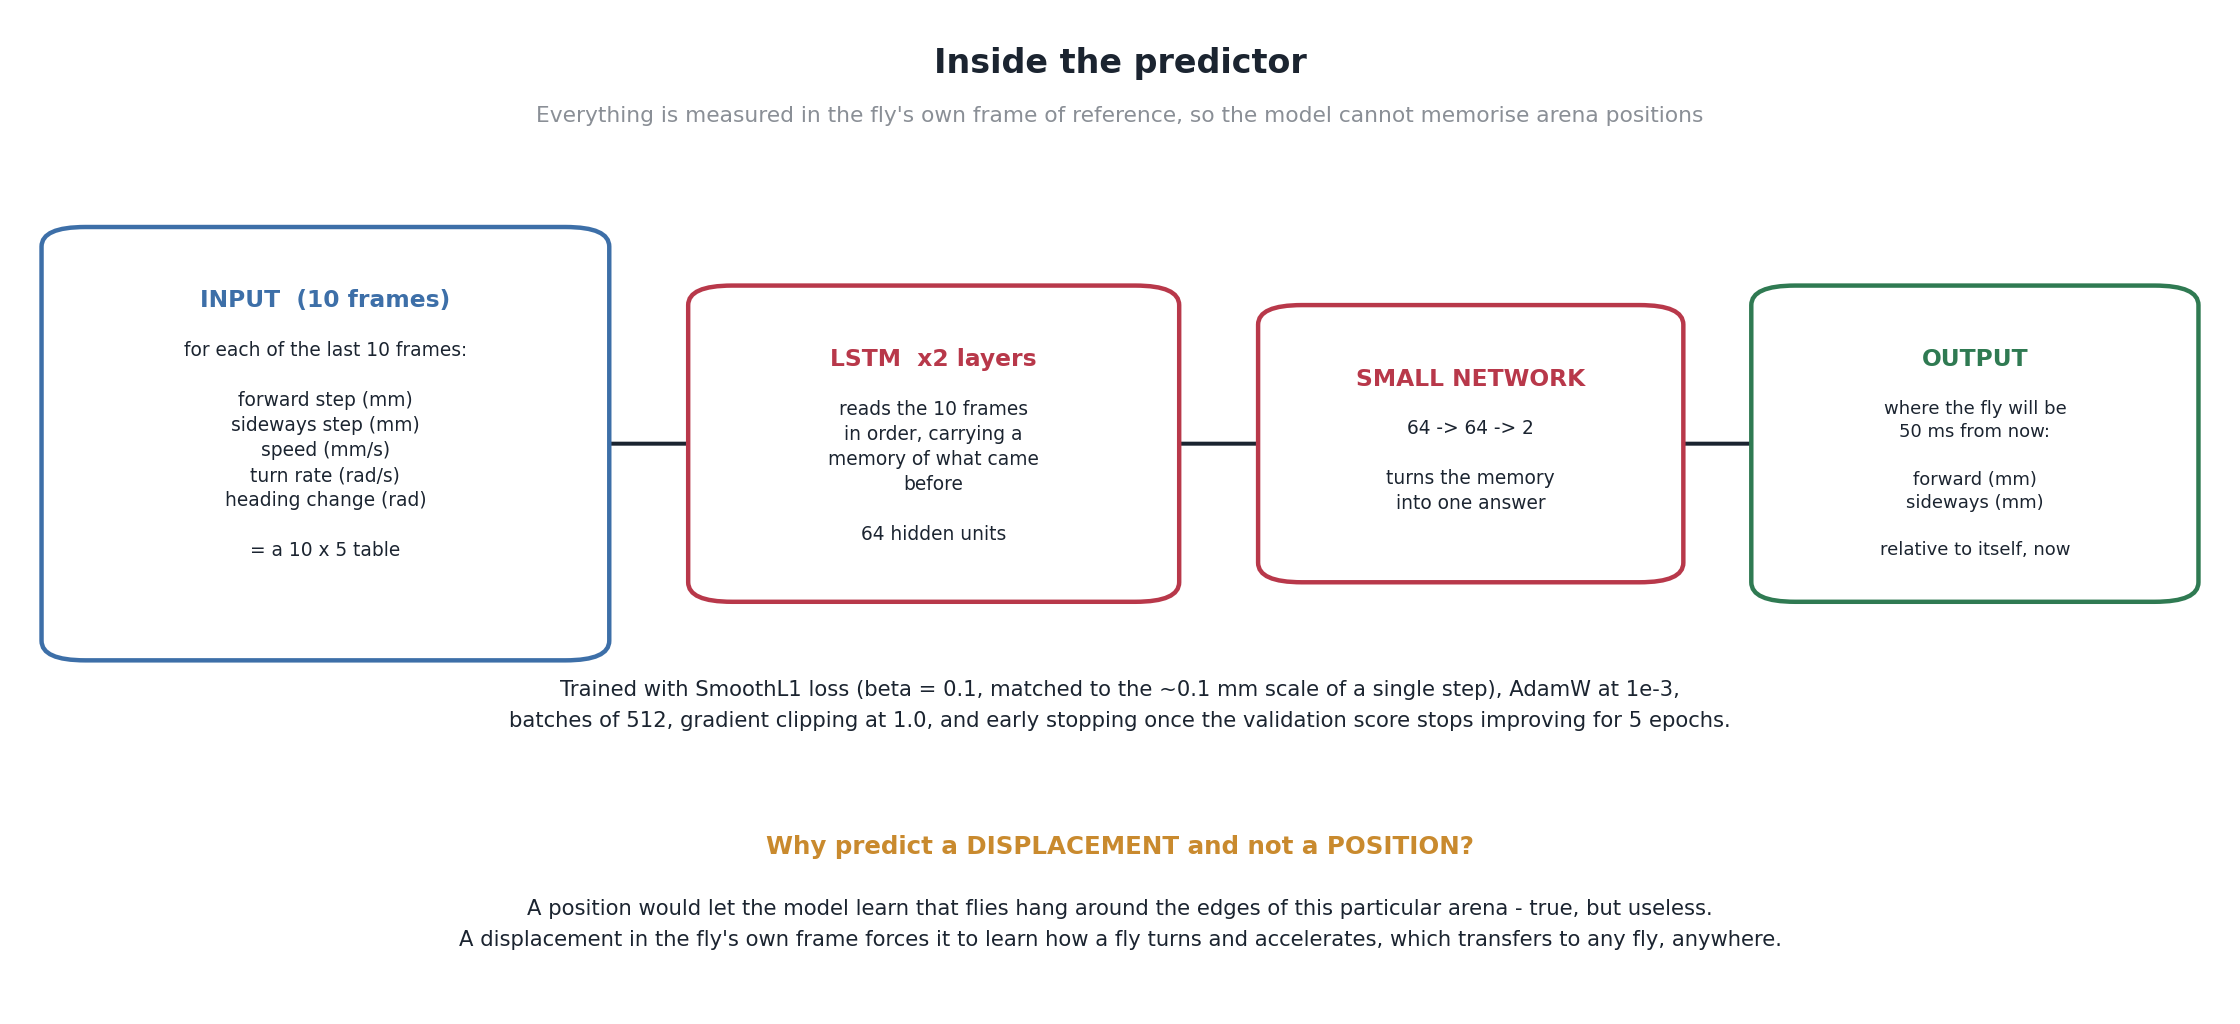 Inside the predictor
Everything is measured in the fly's own frame of reference, so the model cannot memorise arena positions
INPUT  (10 frames)
for each of the last 10 frames:
forward step (mm)
sideways step (mm)
speed (mm/s)
turn rate (rad/s)
heading change (rad)
= a 10 x 5 table
LSTM  x2 layers
reads the 10 frames
in order, carrying a
memory of what came
before
64 hidden units
SMALL NETWORK
64 -> 64 -> 2
turns the memory
into one answer
OUTPUT
where the fly will be
50 ms from now:
forward (mm)
sideways (mm)
relative to itself, now
Trained with SmoothL1 loss (beta = 0.1, matched to the ~0.1 mm scale of a single step), AdamW at 1e-3,
batches of 512, gradient clipping at 1.0, and early stopping once the validation score stops improving for 5 epochs.
Why predict a DISPLACEMENT and not a POSITION?
A position would let the model learn that flies hang around the edges of this particular arena - true, but useless.
A displacement in the fly's own frame forces it to learn how a fly turns and accelerates, which transfers to any fly, anywhere.